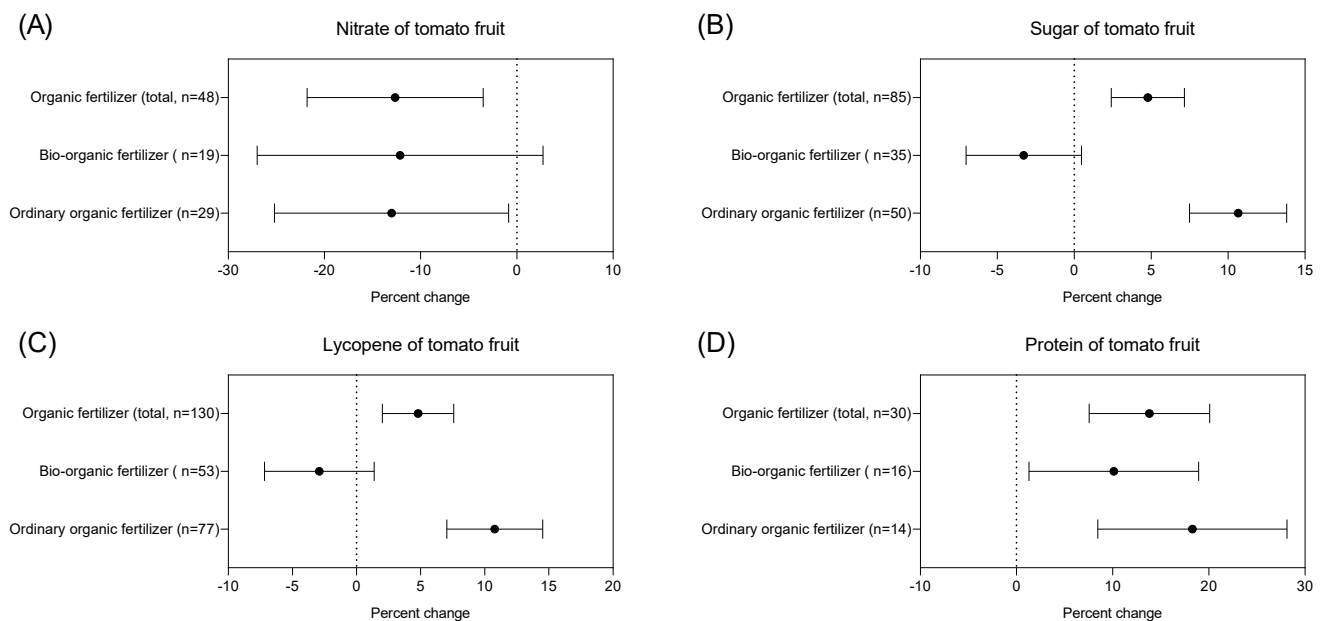 (A)
Nitrate of tomato fruit
Organic fertilizer (total, n=48)
Bio-organic fertilizer ( n=19)
Ordinary organic fertilizer (n=29)
-30 -20 -10 0 10
Percent change
(B)
Sugar of tomato fruit
Organic fertilizer (total, n=85)
Bio-organic fertilizer ( n=35)
Ordinary organic fertilizer (n=50)
-10 -5 0 5 10 15
Percent change
(C)
Lycopene of tomato fruit
Organic fertilizer (total, n=130)
Bio-organic fertilizer ( n=53)
Ordinary organic fertilizer (n=77)
-10 -5 0 5 10 15 20
Percent change
(D)
Protein of tomato fruit
Organic fertilizer (total, n=30)
Bio-organic fertilizer ( n=16)
Ordinary organic fertilizer (n=14)
-10 0 10 20 30
Percent change